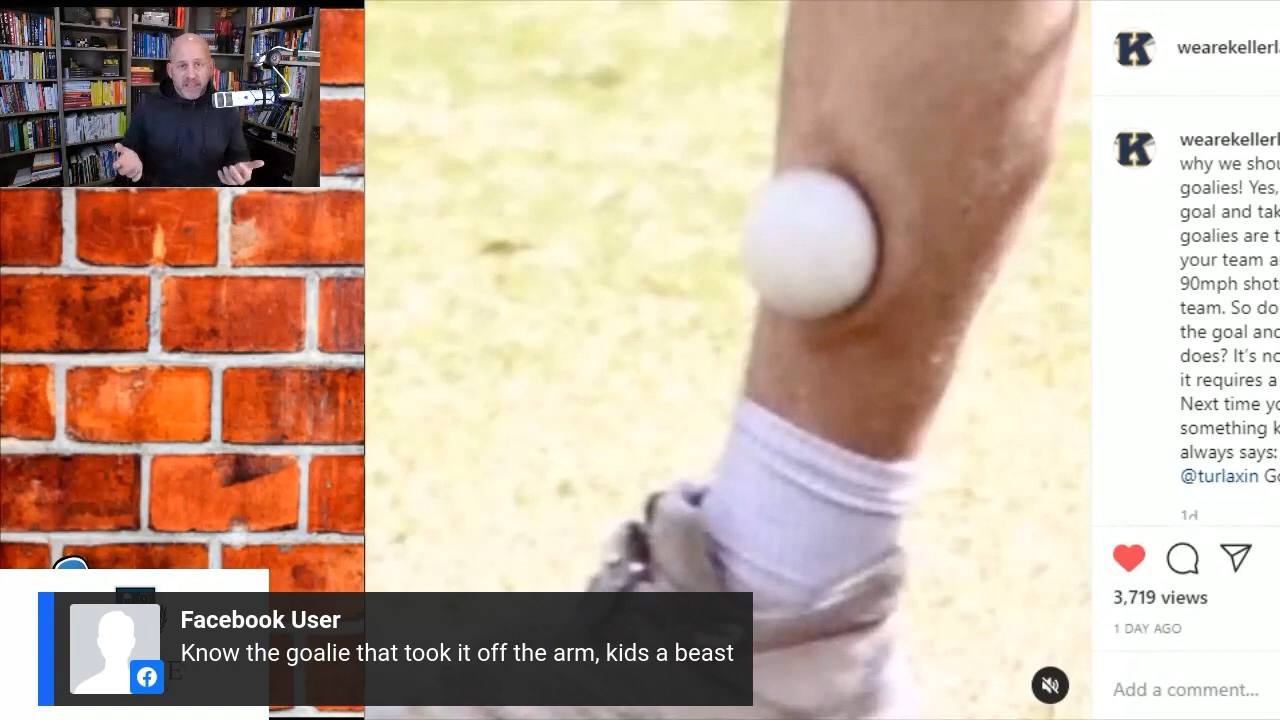 wearekellerl
wearekellerl
why we shou
goalies! Yes,
goal and tak
goalies are t
your team a
90mph shot
team. So do
the goal and
does? It's no
it requires a
Next time yo
something k
always says:
@turlaxin Go
1d
3,719 views
1 DAY AGO
Add a comment...
Facebook User
Know the goalie that took it off the arm, kids a beast